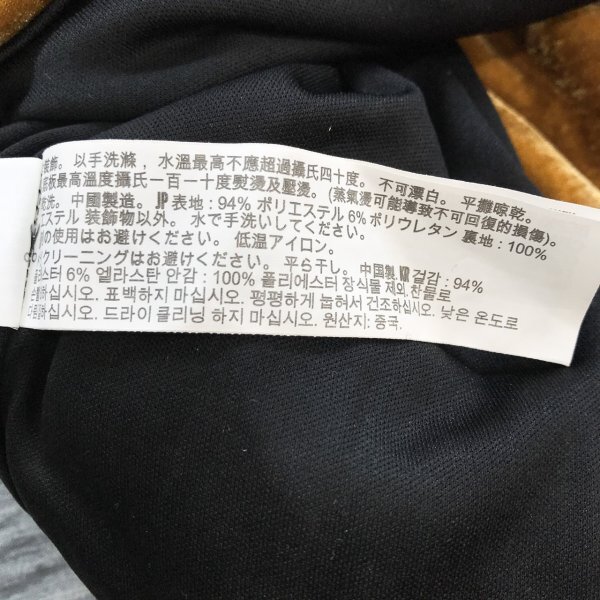 裝飾。以手洗滌，水溫最高不應超過攝氏四十度。不可漂白。平攤晾乾。
底板最高溫度攝氏一百一十度熨燙及壓燙。(蒸氣燙可能導致不可回復的損傷)。
乾洗。中國製造。JP 表地 : 94% ポリエステル 6% ポリウレタン 裏地 : 100%
エステル 装飾物以外。水で手洗いしてください。
の使用はお避けください。低温アイロン。
クリーニングはお避けください。平ら干し。中国製 KR 겉감 : 94%
리에스터 6% 엘라스탄 안감 : 100% 폴리에스터 장식물 제외. 찬물로
손세탁하십시오. 표백하지 마십시오. 평평하게 눕혀서 건조하십시오. 낮은 온도로
다림질하십시오. 드라이 클리닝 하지 마십시오. 원산지: 중국.